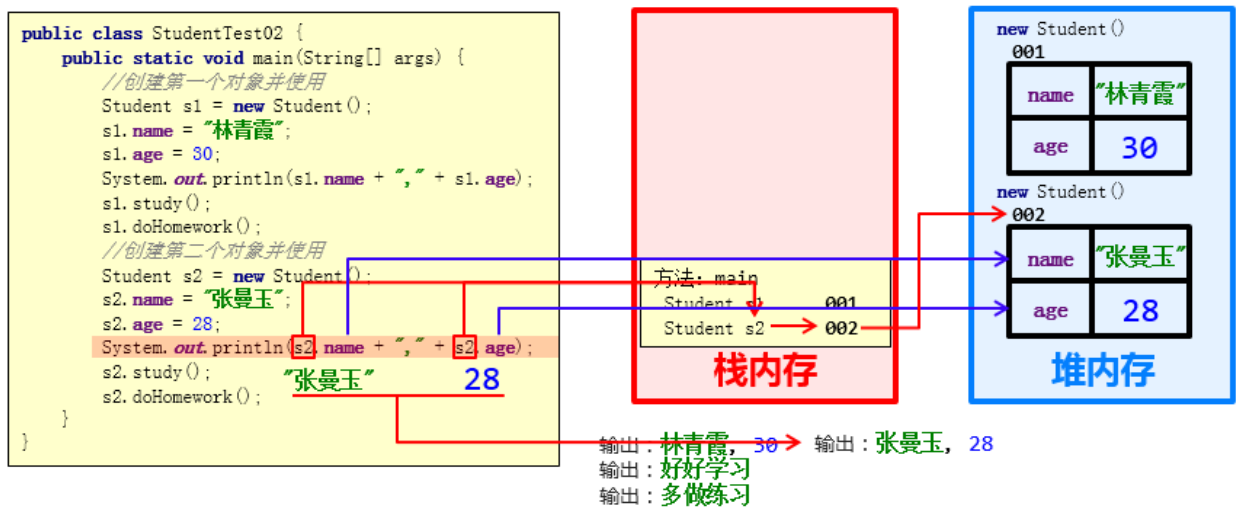 public class StudentTest02 {
public static void main(String[] args) {
//创建第一个对象并使用
Student s1 = new Student();
s1.name = "林青霞";
s1.age = 30;
System.out.println(s1.name + "," + s1.age);
s1.study();
s1.doHomework();
//创建第二个对象并使用
Student s2 = new Student();
s2.name = "张曼玉";
s2.age = 28;
System.out.println(s2.name + "," + s2.age);
"张曼玉" 28
s2.study();
s2.doHomework();
}
}
方法: main
Student s1 001
Student s2 002
栈内存
new Student()
001
name "林青霞"
age 30
new Student()
002
name "张曼玉"
age 28
堆内存
输出：林青霞, 30
输出：好好学习
输出：多做练习
输出：张曼玉, 28